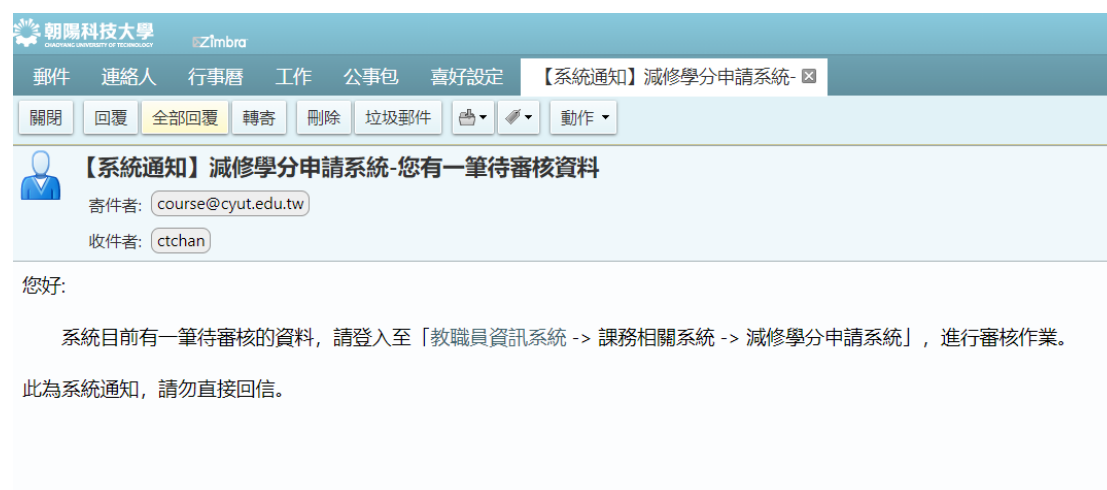 朝陽科技大學
CHAOYANG UNIVERSITY OF TECHNOLOGY
Zimbra
郵件 連絡人 行事曆 工作 公事包 喜好設定 【系統通知】減修學分申請系統-
關閉 回覆 全部回覆 轉寄 刪除 垃圾郵件 動作
【系統通知】減修學分申請系統-您有一筆待審核資料
寄件者: course@cyut.edu.tw
收件者: ctchan
您好:
系統目前有一筆待審核的資料，請登入至「教職員資訊系統 -> 課務相關系統 -> 減修學分申請系統」，進行審核作業。
此為系統通知，請勿直接回信。